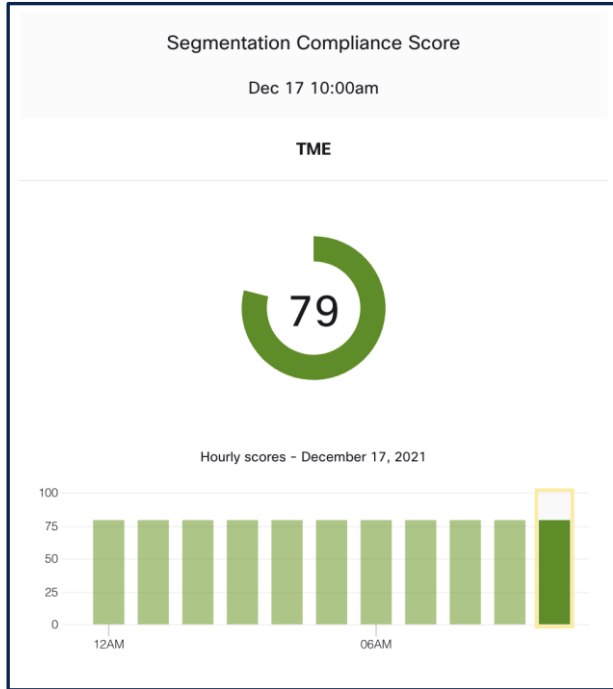 Segmentation Compliance Score
Dec 17 10:00am
TME
79
Hourly scores - December 17, 2021
100
75
50
25
0
12AM
06AM